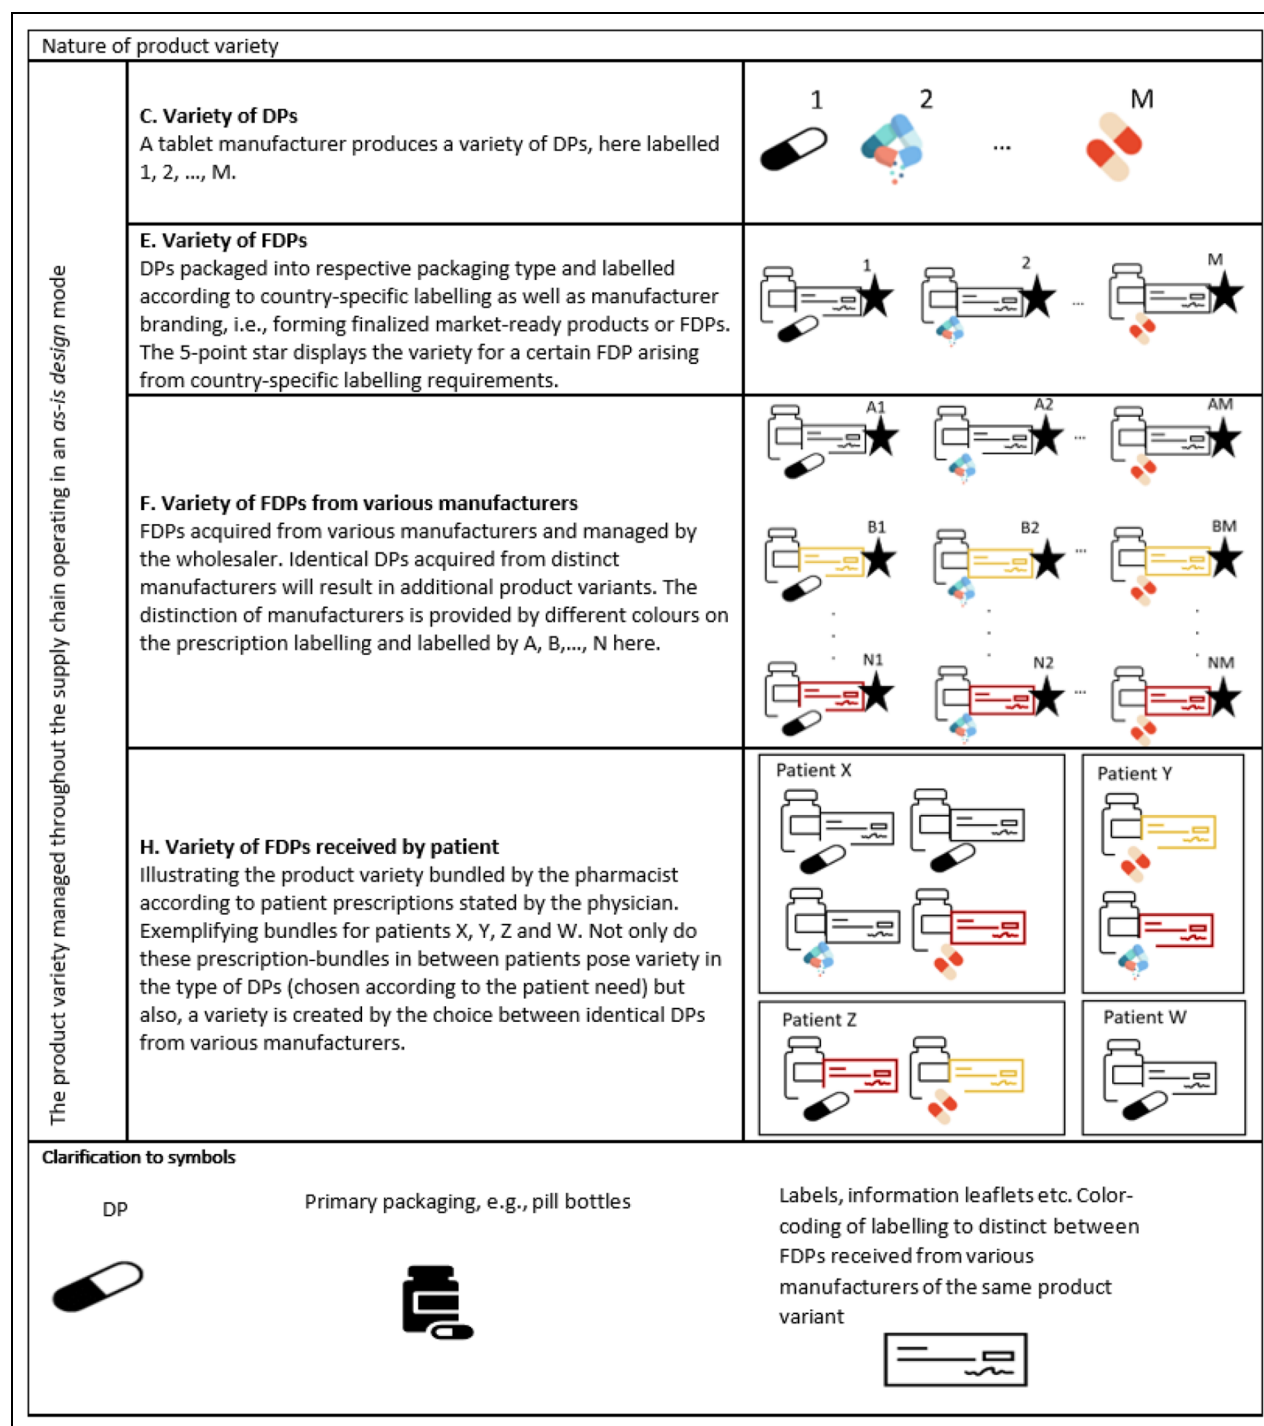 Nature of product variety
The product variety managed throughout the supply chain operating in an as-is design mode
C. Variety of DPs
A tablet manufacturer produces a variety of DPs, here labelled
1, 2, ..., M.
1
2
...
M
E. Variety of FDPs
DPs packaged into respective packaging type and labelled
according to country-specific labelling as well as manufacturer
branding, i.e., forming finalized market-ready products or FDPs.
The 5-point star displays the variety for a certain FDP arising
from country-specific labelling requirements.
1
2
...
M
F. Variety of FDPs from various manufacturers
FDPs acquired from various manufacturers and managed by
the wholesaler. Identical DPs acquired from distinct
manufacturers will result in additional product variants. The
distinction of manufacturers is provided by different colours on
the prescription labelling and labelled by A, B,..., N here.
A1
A2
...
AM
B1
B2
...
BM
N1
N2
...
NM
H. Variety of FDPs received by patient
Illustrating the product variety bundled by the pharmacist
according to patient prescriptions stated by the physician.
Exemplifying bundles for patients X, Y, Z and W. Not only do
these prescription-bundles in between patients pose variety in
the type of DPs (chosen according to the patient need) but
also, a variety is created by the choice between identical DPs
from various manufacturers.
Patient X
Patient Y
Patient Z
Patient W
Clarification to symbols
DP
Primary packaging, e.g., pill bottles
Labels, information leaflets etc. Color-
coding of labelling to distinct between
FDPs received from various
manufacturers of the same product
variant